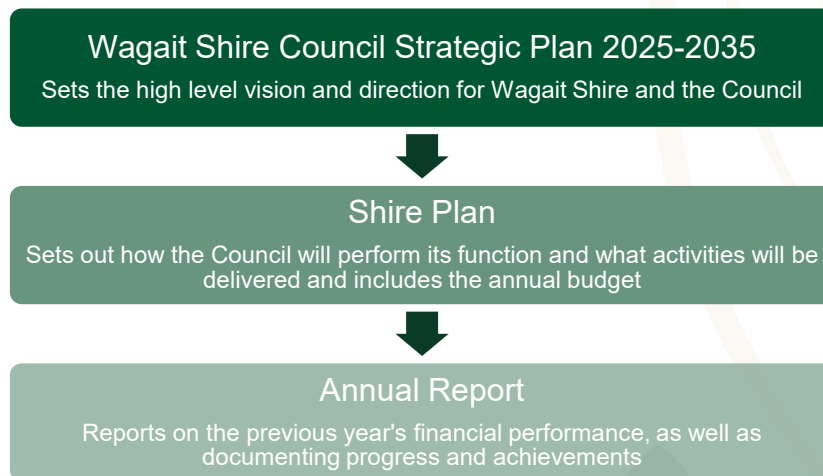 Wagait Shire Council Strategic Plan 2025-2035
Sets the high level vision and direction for Wagait Shire and the Council
Shire Plan
Sets out how the Council will perform its function and what activities will be
delivered and includes the annual budget
Annual Report
Reports on the previous year's financial performance, as well as
documenting progress and achievements